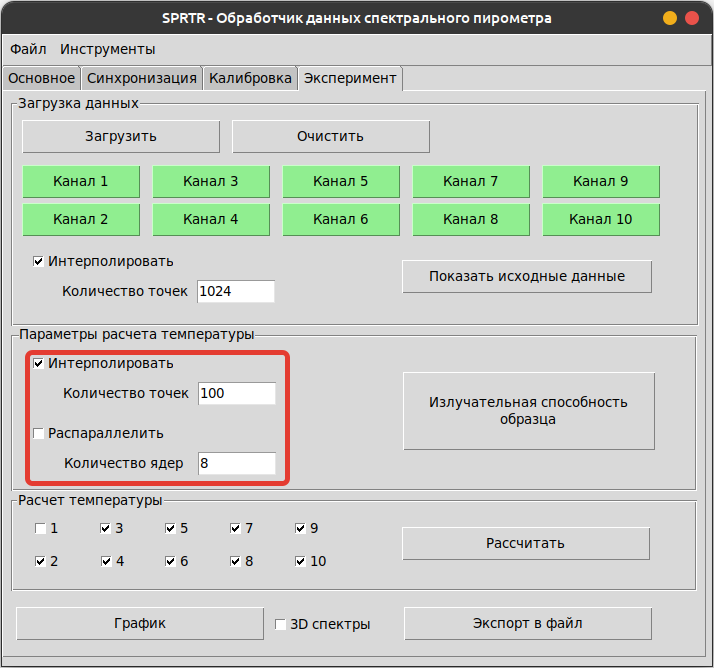 SPRTR - Обработчик данных спектрального пирометра
Файл Инструменты
Основное Синхронизация Калибровка Эксперимент
Загрузка данных
Загрузить Очистить
Канал 1 Канал 3 Канал 5 Канал 7 Канал 9
Канал 2 Канал 4 Канал 6 Канал 8 Канал 10
Интерполировать
Показать исходные данные
Количество точек 1024
Параметры расчета температуры
Интерполировать
Количество точек 100
Излучательная способность
образца
Распараллелить
Количество ядер 8
Расчет температуры
1 3 5 7 9
Рассчитать
2 4 6 8 10
График 3D спектры Экспорт в файл